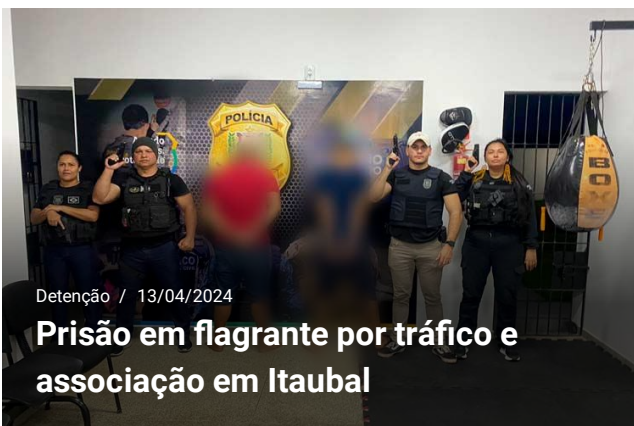 POLÍCIA
BOX
Detenção / 13/04/2024
Prisão em flagrante por tráfico e
associação em Itaubal